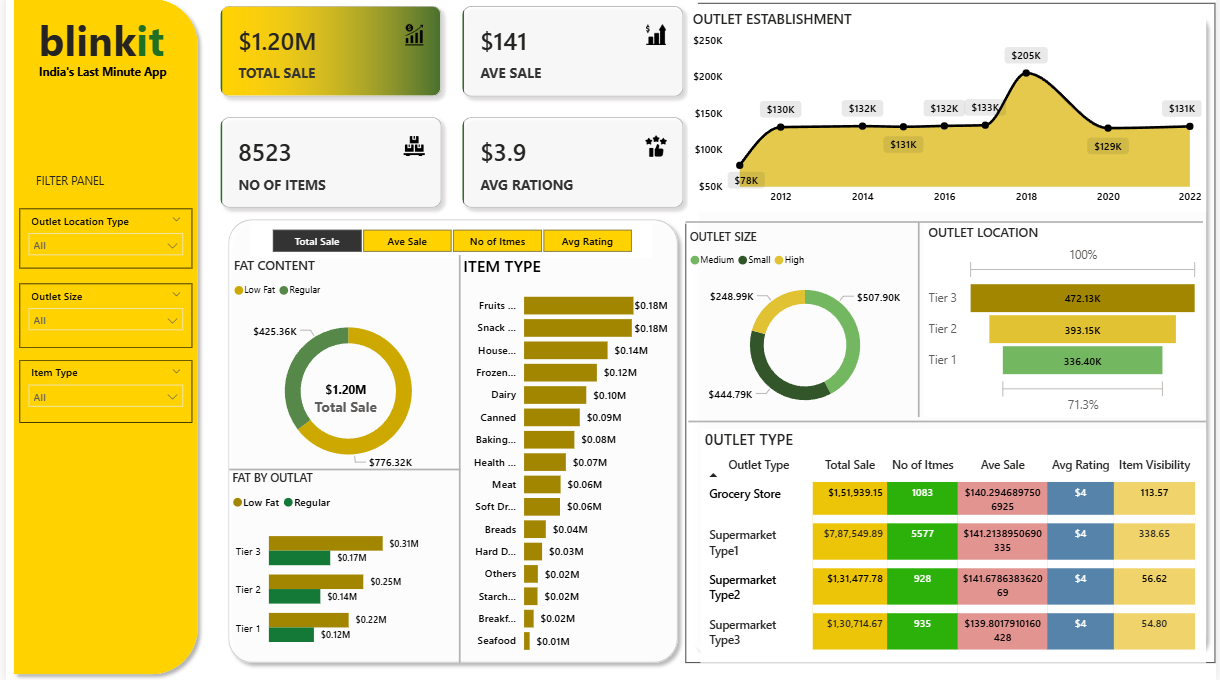 blinkit
India's Last Minute App
FILTER PANEL
Outlet Location Type
All
Outlet Size
All
Item Type
All
$1.20M
TOTAL SALE
$141
AVE SALE
8523
NO OF ITEMS
$3.9
AVG RATIONG
OUTLET ESTABLISHMENT
$250K
$200K
$150K
$100K
$50K
$78K
$130K
$132K
$131K
$132K
$133K
$205K
$129K
$131K
2012
2014
2016
2018
2020
2022
Total Sale
Ave Sale
No of Itmes
Avg Rating
FAT CONTENT
Low Fat
Regular
$425.36K
$1.20M
Total Sale
$776.32K
FAT BY OUTLAT
Low Fat
Regular
Tier 3
$0.31M
$0.17M
Tier 2
$0.25M
$0.14M
Tier 1
$0.22M
$0.12M
ITEM TYPE
Fruits ... $0.18M
Snack ... $0.18M
House... $0.14M
Frozen... $0.12M
Dairy $0.10M
Canned $0.09M
Baking... $0.08M
Health ... $0.07M
Meat $0.06M
Soft Dr... $0.06M
Breads $0.04M
Hard D... $0.03M
Others $0.02M
Starch... $0.02M
Breakf... $0.02M
Seafood $0.01M
OUTLET SIZE
Medium
Small
High
$248.99K
$507.90K
$444.79K
OUTLET LOCATION
100%
Tier 3 472.13K
Tier 2 393.15K
Tier 1 336.40K
71.3%
0UTLET TYPE
Outlet Type Total Sale No of Itmes Ave Sale Avg Rating Item Visibility
Grocery Store $1,51,939.15 1083 $140.294689750 $4 113.57
6925
Supermarket $7,87,549.89 5577 $141.2138950690 $4 338.65
Type1 335
Supermarket $1,31,477.78 928 $141.6786383620 $4 56.62
Type2 69
Supermarket $1,30,714.67 935 $139.8017910160 $4 54.80
Type3 428